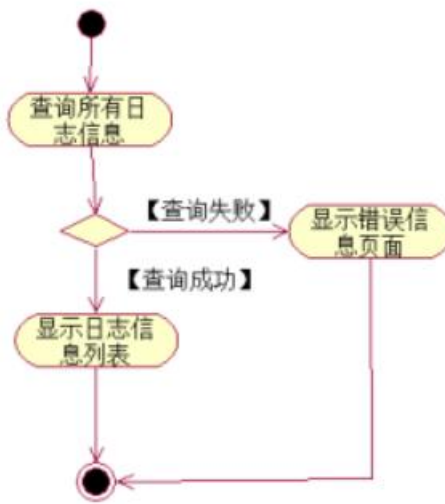 查询所有日
志信息
【查询失败】
显示错误信
息页面
【查询成功】
显示日志信
息列表